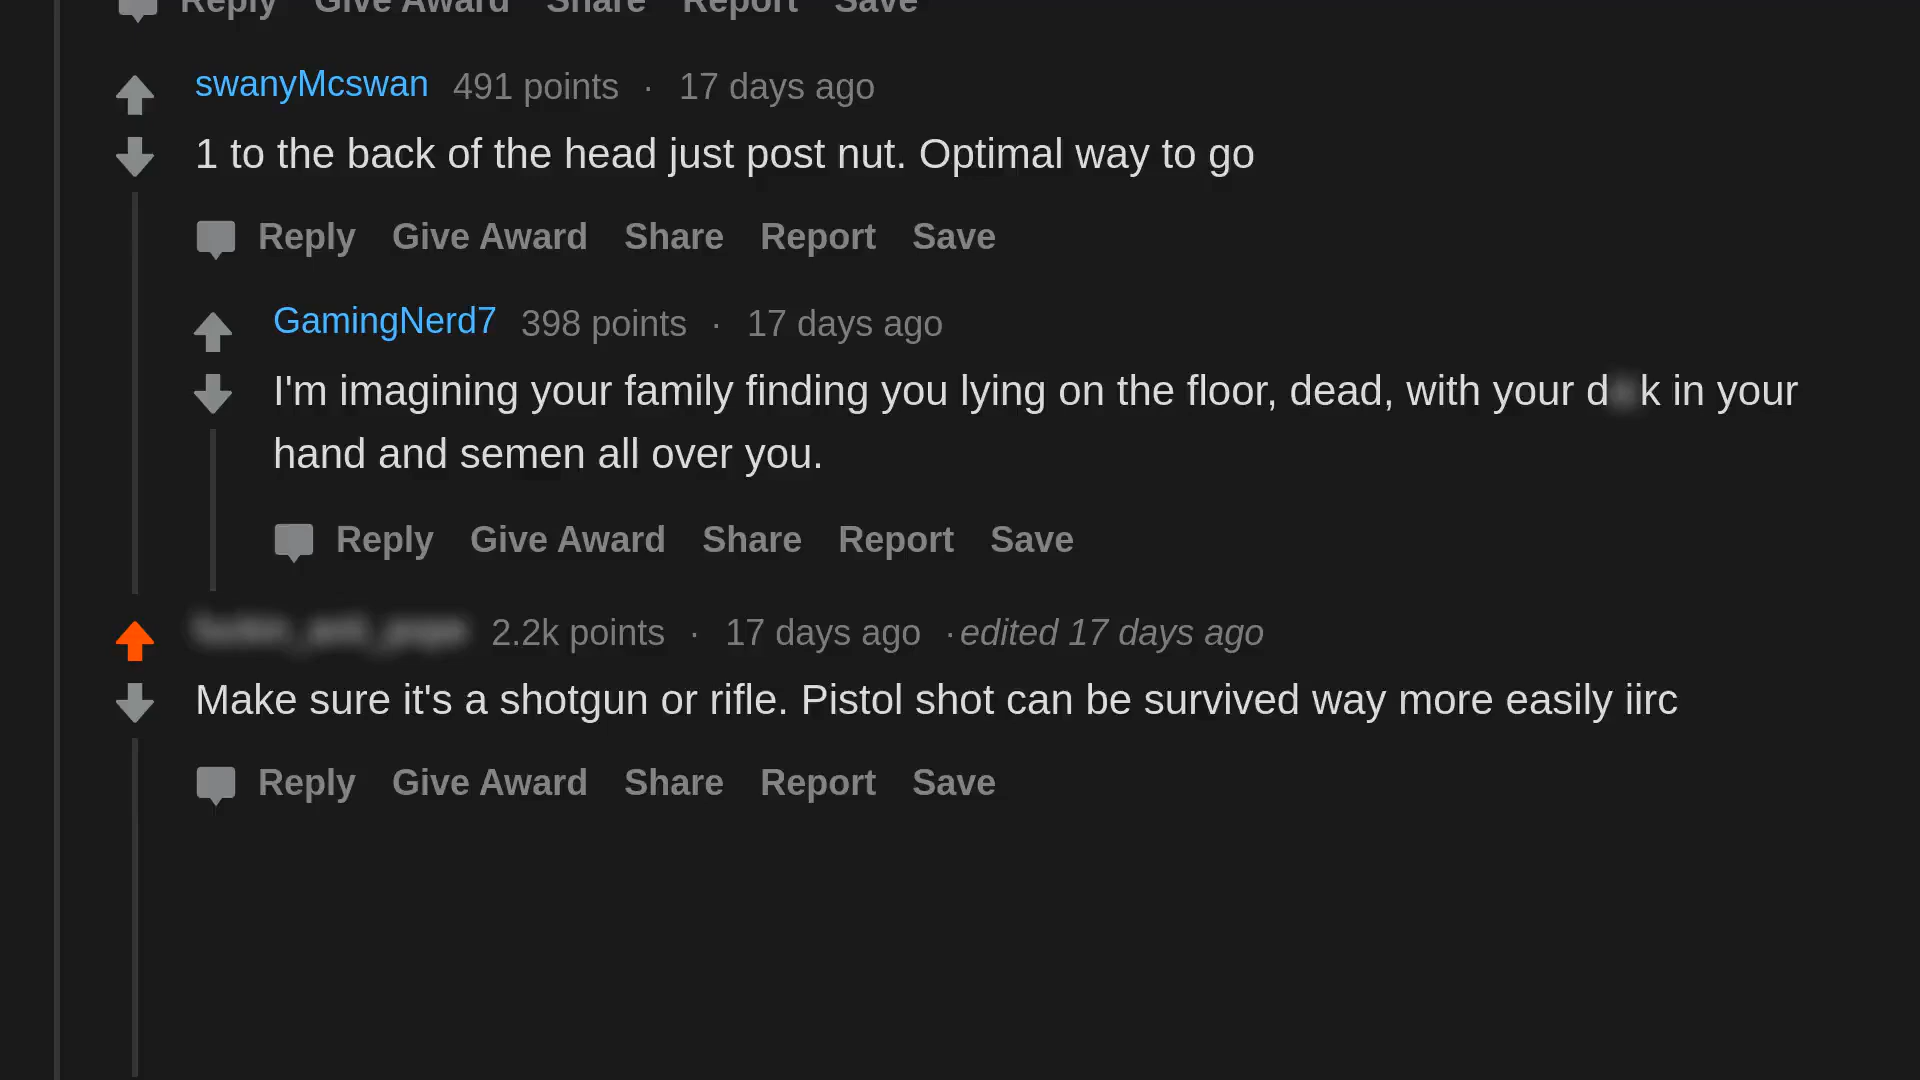 Reply Give Award Share Report Save
swanyMcswan 491 points · 17 days ago
1 to the back of the head just post nut. Optimal way to go
Reply Give Award Share Report Save
GamingNerd7 398 points · 17 days ago
I'm imagining your family finding you lying on the floor, dead, with your d k in your
hand and semen all over you.
Reply Give Award Share Report Save
2.2k points · 17 days ago · edited 17 days ago
Make sure it's a shotgun or rifle. Pistol shot can be survived way more easily iirc
Reply Give Award Share Report Save